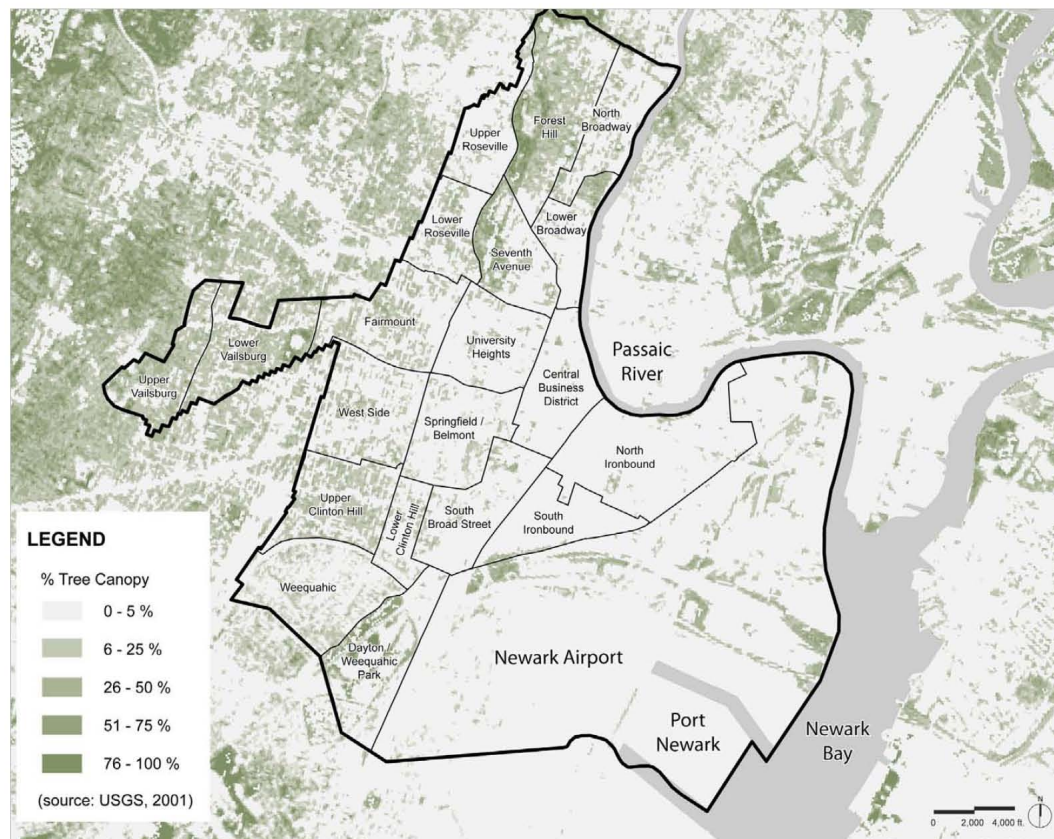 Forest
Hill
North
Broadway
Upper
Roseville
Lower
Roseville
Lower
Broadway
Seventh
Avenue
Fairmount
Lower
Vailsburg
Upper
Vailsburg
University
Heights
Passaic
River
Central
Business
District
West Side
Springfield /
Belmont
North
Ironbound
Upper
Clinton Hill
Lower
Clinton Hill
South
Broad Street
South
Ironbound
Weequahic
Dayton /
Weequahic
Park
Newark Airport
Port
Newark
Newark
Bay
LEGEND
% Tree Canopy
0 - 5 %
6 - 25 %
26 - 50 %
51 - 75 %
76 - 100 %
(source: USGS, 2001)
N
0 2,000 4,000 ft.